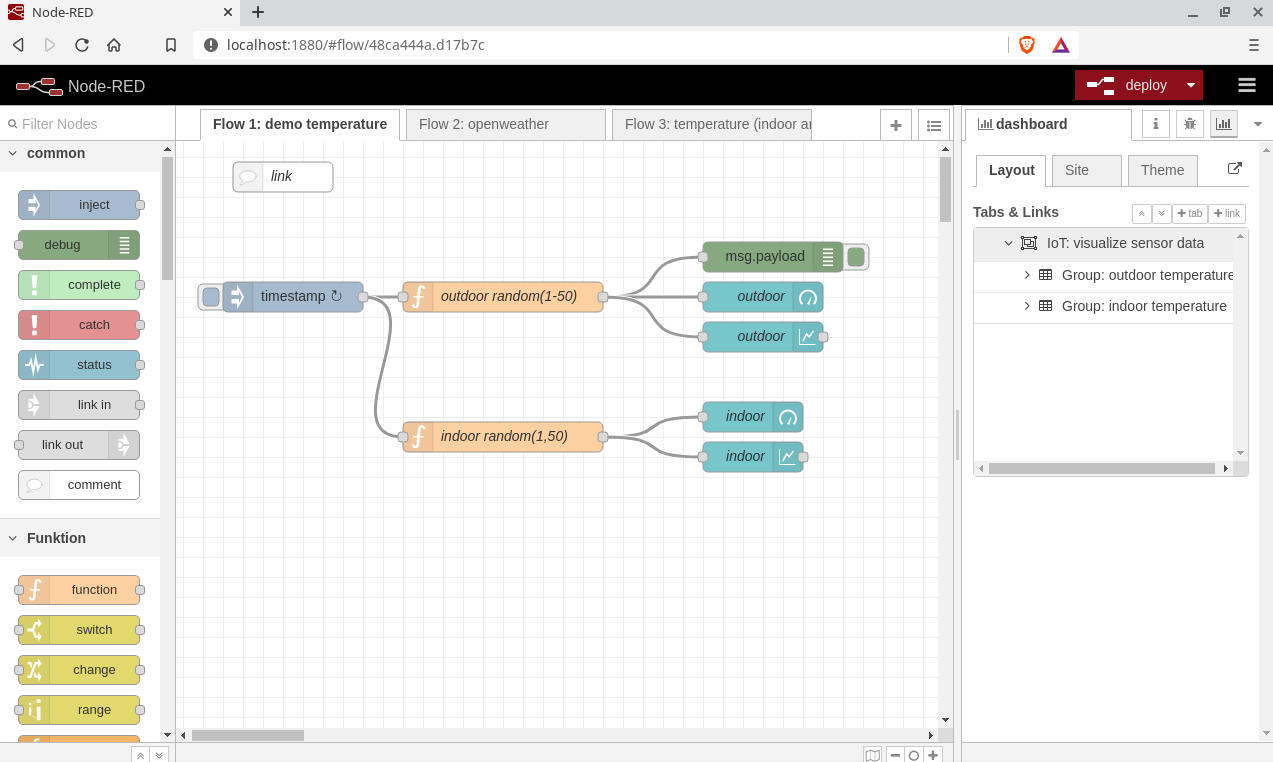 Node-RED
localhost:1880/#flow/48ca444a.d17b7c
Node-RED
deploy
Filter Nodes
Flow 1: demo temperature
Flow 2: openweather
Flow 3: temperature (indoor a
dashboard
common
inject
debug
complete
catch
status
link in
link out
comment
Funktion
function
switch
change
range
link
timestamp ↻
outdoor random(1-50)
msg.payload
outdoor
outdoor
indoor random(1,50)
indoor
indoor
Layout
Site
Theme
Tabs & Links
tab
link
IoT: visualize sensor data
Group: outdoor temperature
Group: indoor temperature